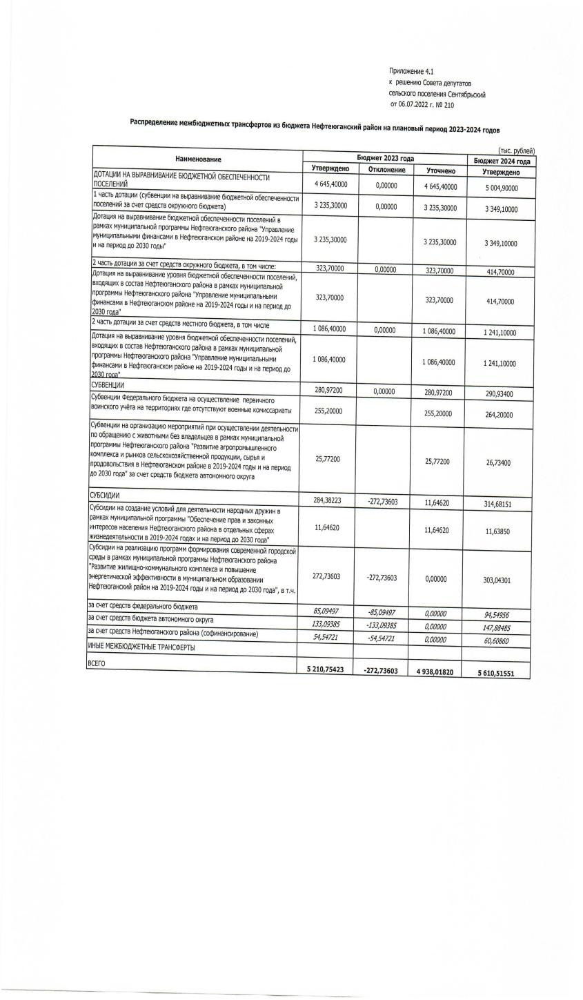 Приложение 4.1
к решению Совета депутатов
сельского поселения Сентябрьский
от 06.07.2022 г. № 210
Распределение межбюджетных трансфертов из бюджета Нефтеюганский район на плановый период 2023-2024 годов
(тыс. рублей)
Наименование Бюджет 2023 года Бюджет 2024 года
Утверждено Отклонение Уточнено Утверждено
ДОТАЦИИ НА ВЫРАВНИВАНИЕ БЮДЖЕТНОЙ ОБЕСПЕЧЕННОСТИ
ПОСЕЛЕНИЙ 4 645,40000 0,00000 4 645,40000 5 004,90000
1 часть дотации (субвенции на выравнивание бюджетной обеспеченности
поселений за счет средств окружного бюджета) 3 235,30000 0,00000 3 235,30000 3 349,10000
Дотация на выравнивание бюджетной обеспеченности поселений в
рамках муниципальной программы Нефтеюганского района "Управление
муниципальными финансами в Нефтеюганском районе на 2019-2024 годы
и на период до 2030 годы" 3 235,30000 3 235,30000 3 349,10000
2 часть дотации за счет средств окружного бюджета, в том числе: 323,70000 0,00000 323,70000 414,70000
Дотация на выравнивание уровня бюджетной обеспеченности поселений,
входящих в состав Нефтеюганского района в рамках муниципальной
программы Нефтеюганского района "Управление муниципальными
финансами в Нефтеюганском районе на 2019-2024 годы и на период до
2030 года" 323,70000 323,70000 414,70000
2 часть дотации за счет средств местного бюджета, в том числе 1 086,40000 0,00000 1 086,40000 1 241,10000
Дотация на выравнивание уровня бюджетной обеспеченности поселений,
входящих в состав Нефтеюганского района в рамках муниципальной
программы Нефтеюганского района "Управление муниципальными
финансами в Нефтеюганском районе на 2019-2024 годы и на период до
2030 года" 1 086,40000 1 086,40000 1 241,10000
СУБВЕНЦИИ 280,97200 0,00000 280,97200 290,93400
Субвенции Федерального бюджета на осуществление первичного
воинского учёта на территориях где отсутствуют военные комиссариаты 255,20000 255,20000 264,20000
Субвенции на организацию мероприятий при осуществлении деятельности
по обращению с животными без владельцев в рамках муниципальной
программы Нефтеюганского района "Развитие агропромышленного
комплекса и рынков сельскохозяйственной продукции, сырья и
продовольствия в Нефтеюганском районе в 2019-2024 годы и на период
до 2030 года" за счет средств бюджета автономного округа 25,77200 25,77200 26,73400
СУБСИДИИ 284,38223 -272,73603 11,64620 314,68151
Субсидии на создание условий для деятельности народных дружин в
рамках муниципальной программы "Обеспечение прав и законных
интересов населения Нефтеюганского района в отдельных сферах
жизнедеятельности в 2019-2024 годах и на период до 2030 года" 11,64620 11,64620 11,63850
Субсидии на реализацию программ формирования современной городской
среды в рамках муниципальной программы Нефтеюганского района
"Развитие жилищно-коммунального комплекса и повышение
энергетической эффективности в муниципальном образовании
Нефтеюганский район на 2019-2024 годы и на период до 2030 года", в т.ч. 272,73603 -272,73603 0,00000 303,04301
за счет средств федерального бюджета 85,09497 -85,09497 0,00000 94,54956
за счет средств бюджета автономного округа 133,09385 -133,09385 0,00000 147,88485
за счет средств Нефтеюганского района (софинансирование) 54,54721 -54,54721 0,00000 60,60860
ИНЫЕ МЕЖБЮДЖЕТНЫЕ ТРАНСФЕРТЫ
ВСЕГО 5 210,75423 -272,73603 4 938,01820 5 610,51551